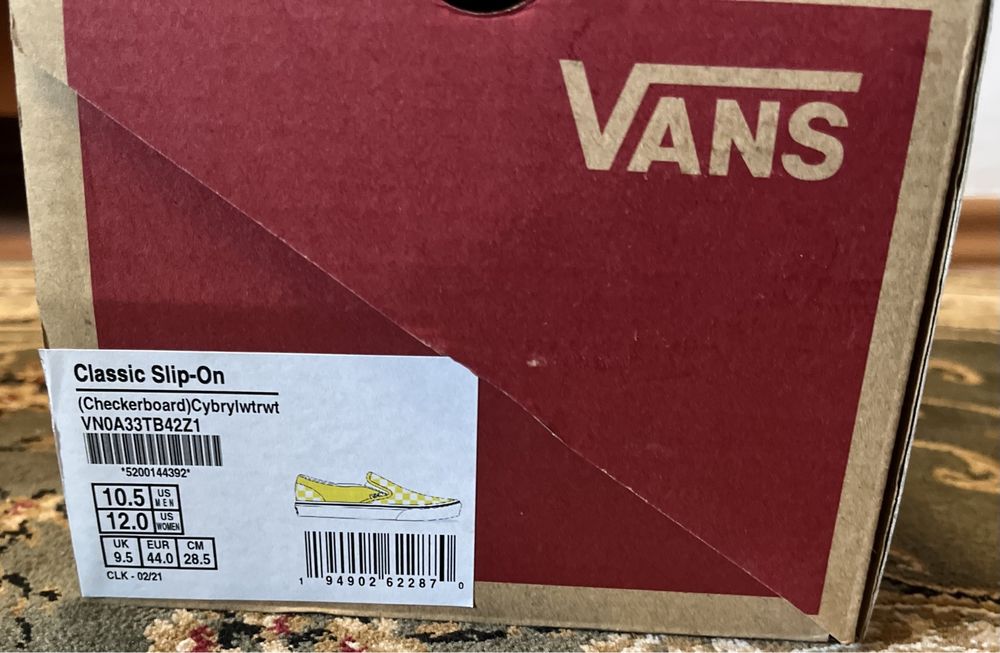 VANS
Classic Slip-On
(Checkerboard)Cybrylwtrwt
VN0A33TB42Z1
*5200144392*
10.5 US MEN
12.0 US WOMEN
UK EUR CM
9.5 44.0 28.5
CLK - 02/21
1 94902 62287 0